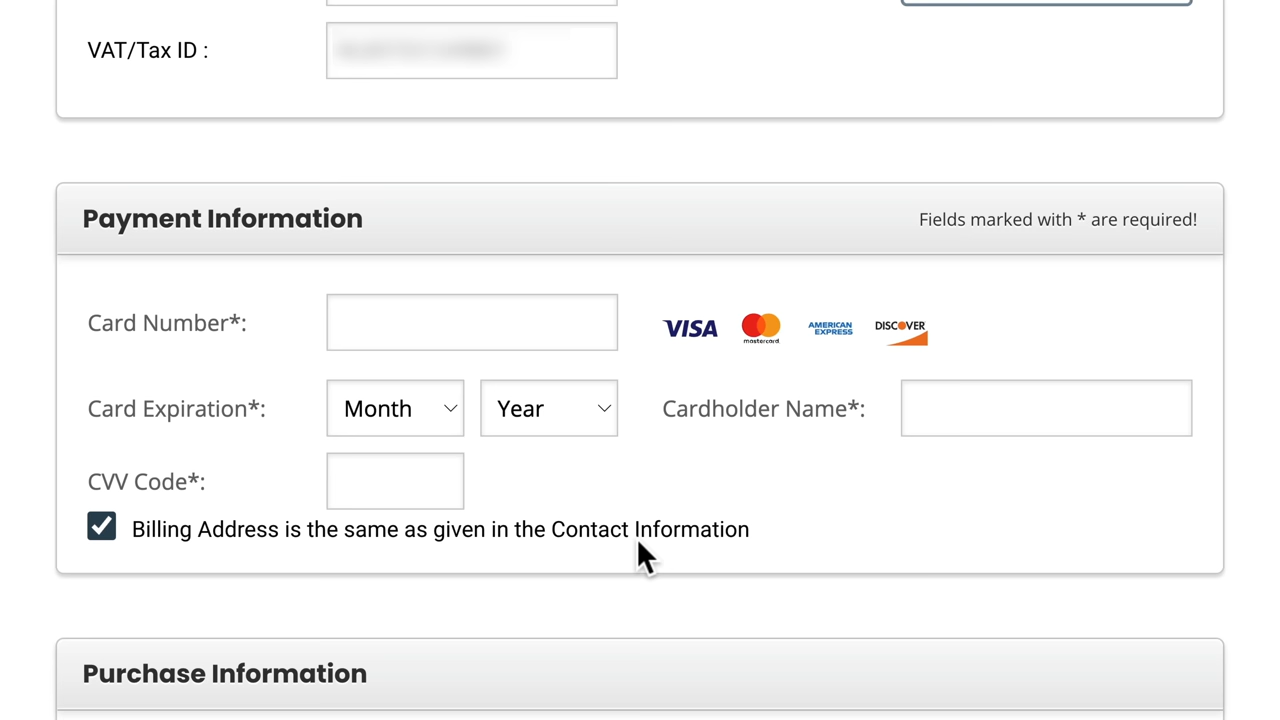 VAT/Tax ID :
Payment Information
Fields marked with * are required!
Card Number*:
VISA
mastercard
AMERICAN EXPRESS
DISCOVER
Card Expiration*:
Month
Year
Cardholder Name*:
CVV Code*:
Billing Address is the same as given in the Contact Information
Purchase Information